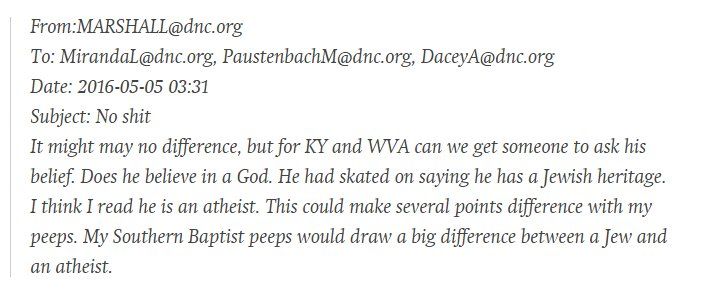 From:MARSHALL@dnc.org
To: MirandaL@dnc.org, PaustenbachM@dnc.org, DaceyA@dnc.org
Date: 2016-05-05 03:31
Subject: No shit
It might may no difference, but for KY and WVA can we get someone to ask his
belief. Does he believe in a God. He had skated on saying he has a Jewish heritage.
I think I read he is an atheist. This could make several points difference with my
peeps. My Southern Baptist peeps would draw a big difference between a Jew and
an atheist.